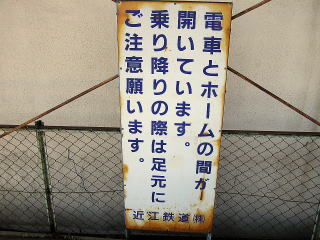 電車とホームの間が
開いています。
乗り降りの際は足元に
ご注意願います。
近江鉄道㈱